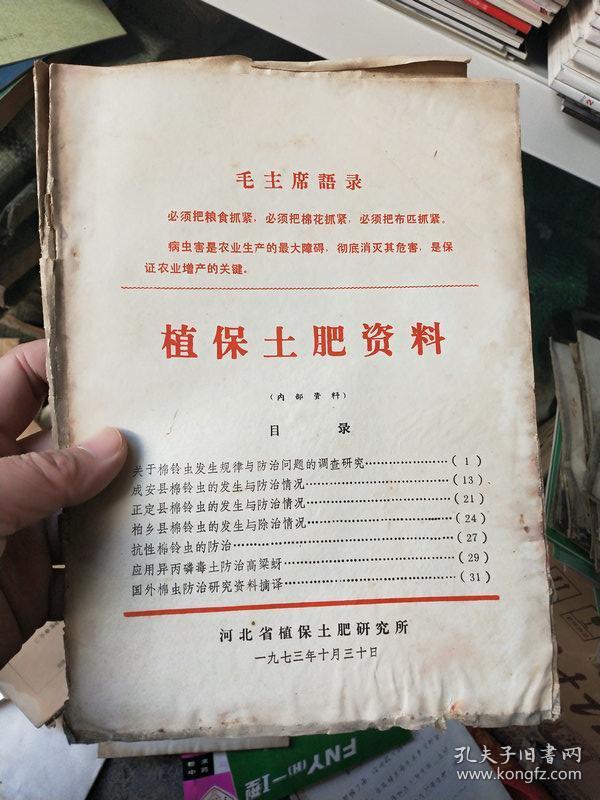 毛主席語录
必须把粮食抓紧，必须把棉花抓紧，必须把布匹抓紧。
病虫害是农业生产的最大障碍，彻底消灭其危害，是保
证农业增产的关键。
植保土肥资料
（内部资料）
目录
关于棉铃虫发生规律与防治问题的调查研究……………（1）
成安县棉铃虫的发生与防治情况……………（13）
正定县棉铃虫的发生与防治情况……………（21）
柏乡县棉铃虫的发生与除治情况……………（24）
抗性棉铃虫的防治……………（27）
应用异丙磷毒土防治高粱蚜……………（29）
国外棉虫防治研究资料摘译……………（31）
河北省植保土肥研究所
一九七三年十月三十日
FNY(H)—I型
孔夫子旧书网
www.kongfz.com